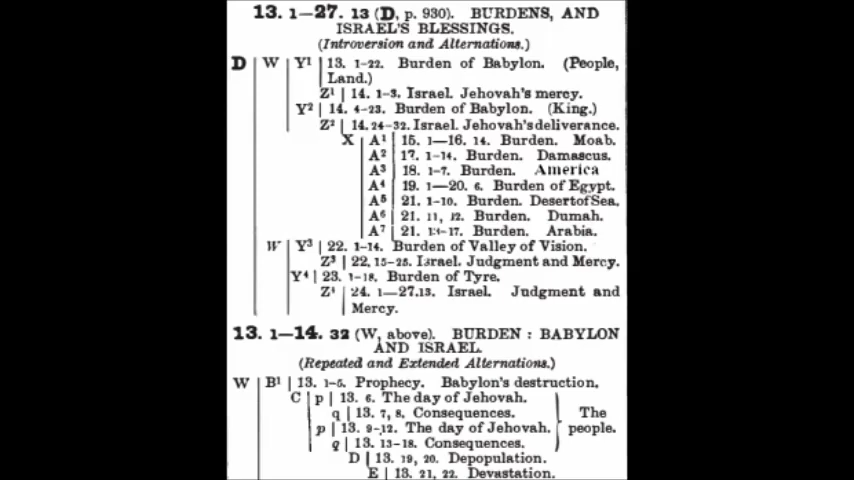 13. 1—27. 13 (D, p. 930). BURDENS, AND
ISRAEL'S BLESSINGS.
(Introversion and Alternations.)
D | W | Y¹ | 13. 1-22. Burden of Babylon. (People,
Land.)
Z¹ | 14. 1-3. Israel. Jehovah's mercy.
Y² | 14. 4-23. Burden of Babylon. (King.)
Z² | 14. 24-32. Israel. Jehovah's deliverance.
X | A¹ | 15. 1—16. 14. Burden. Moab.
A² | 17. 1-14. Burden. Damascus.
A³ | 18. 1-7. Burden. America
A⁴ | 19. 1—20. 6. Burden of Egypt.
A⁵ | 21. 1-10. Burden. Desert of Sea.
A⁶ | 21. 11, 12. Burden. Dumah.
A⁷ | 21. 13-17. Burden. Arabia.
W | Y³ | 22. 1-14. Burden of Valley of Vision.
Z³ | 22. 15-25. Israel. Judgment and Mercy.
Y⁴ | 23. 1-18. Burden of Tyre.
Z⁴ | 24. 1—27. 13. Israel. Judgment and
Mercy.
13. 1—14. 32 (W, above). BURDEN : BABYLON
AND ISRAEL.
(Repeated and Extended Alternations.)
W | B¹ | 13. 1-5. Prophecy. Babylon's destruction.
C | p | 13. 6. The day of Jehovah.
q | 13. 7, 8. Consequences. The
p | 13. 9-12. The day of Jehovah. people.
q | 13. 13-18. Consequences.
D | 13. 19, 20. Depopulation.
E | 13. 21, 22. Devastation.